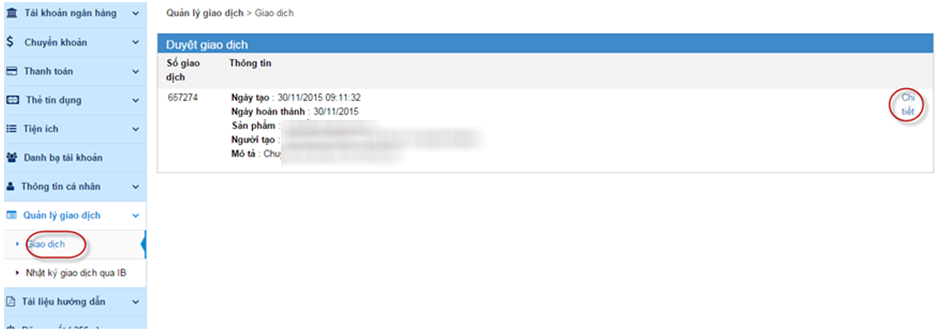 Tài khoản ngân hàng
Chuyển khoản
Thanh toán
Thẻ tín dụng
Tiện ích
Danh bạ tài khoản
Thông tin cá nhân
Quản lý giao dịch
Giao dịch
Nhật ký giao dịch qua IB
Tài liệu hướng dẫn
Quản lý giao dịch > Giao dịch
Duyệt giao dịch
Số giao dịch
Thông tin
657274
Ngày tạo : 30/11/2015 09:11:32
Ngày hoàn thành : 30/11/2015
Sản phẩm :
Người tạo :
Mô tả :
Chi
tiết